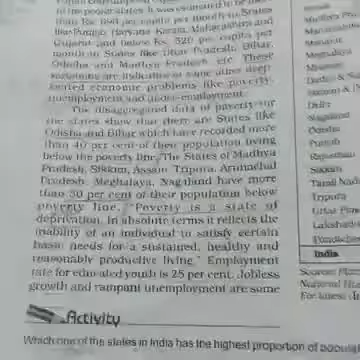 to the poorer states. It was estimated to be more
than Rs. 690 per capita per month in States
like Punjab, Haryana, Kerala, Maharashtra and
Gujarat and below Rs. 520 per capita per
month in States like Uttar Pradesh, Bihar,
Odisha and Madhya Pradesh, etc. These
variations are indicative of some other deep-
seated economic problems like poverty,
unemployment and under-employment.
The disaggregated data of poverty for
the states show that there are States like
Odisha and Bihar which have recorded more
than 40 per cent of their population living
below the poverty line. The States of Madhya
Pradesh, Sikkim, Assam, Tripura, Arunachal
Pradesh, Meghalaya, Nagaland have more
than 30 per cent of their population below
poverty line. "Poverty is a state of
deprivation. In absolute terms it reflects the
inability of an individual to satisfy certain
basic needs for a sustained, healthy and
reasonably productive living." Employment
rate for educated youth is 25 per cent. Jobless
growth and rampant unemployment are some
Activity
Which one of the states in India has the highest proportion of
Madhya
Maharashtra
Manipur
Meghalaya
Mizoram
Delhi
Nagaland
Odisha
Punjab
Rajasthan
Sikkim
Tamil Nadu
Tripura
Uttar
Lakshad
Pondicher
India